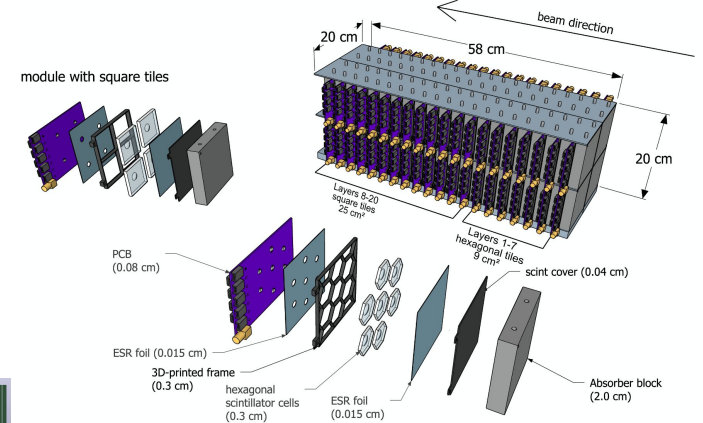 beam direction
20 cm
58 cm
module with square tiles
20 cm
Layers 8-20
square tiles
25 cm²
Layers 1-7
hexagonal tiles
9 cm²
PCB
(0.08 cm)
scint cover (0.04 cm)
ESR foil (0.015 cm)
3D-printed frame
(0.3 cm)
hexagonal
scintillator cells
(0.3 cm)
ESR foil
(0.015 cm)
Absorber block
(2.0 cm)